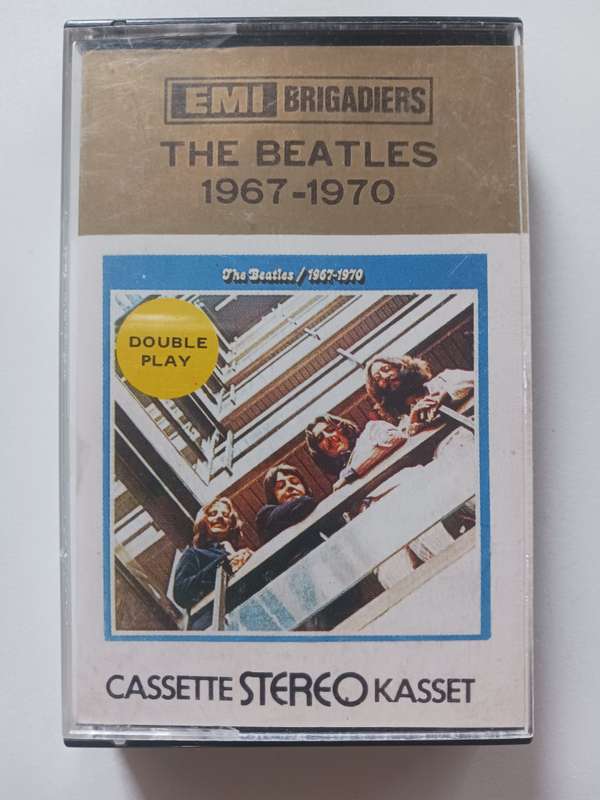 EMI BRIGADIERS
THE BEATLES
1967-1970
The Beatles / 1967-1970
DOUBLE
PLAY
CASSETTE STEREO KASSET